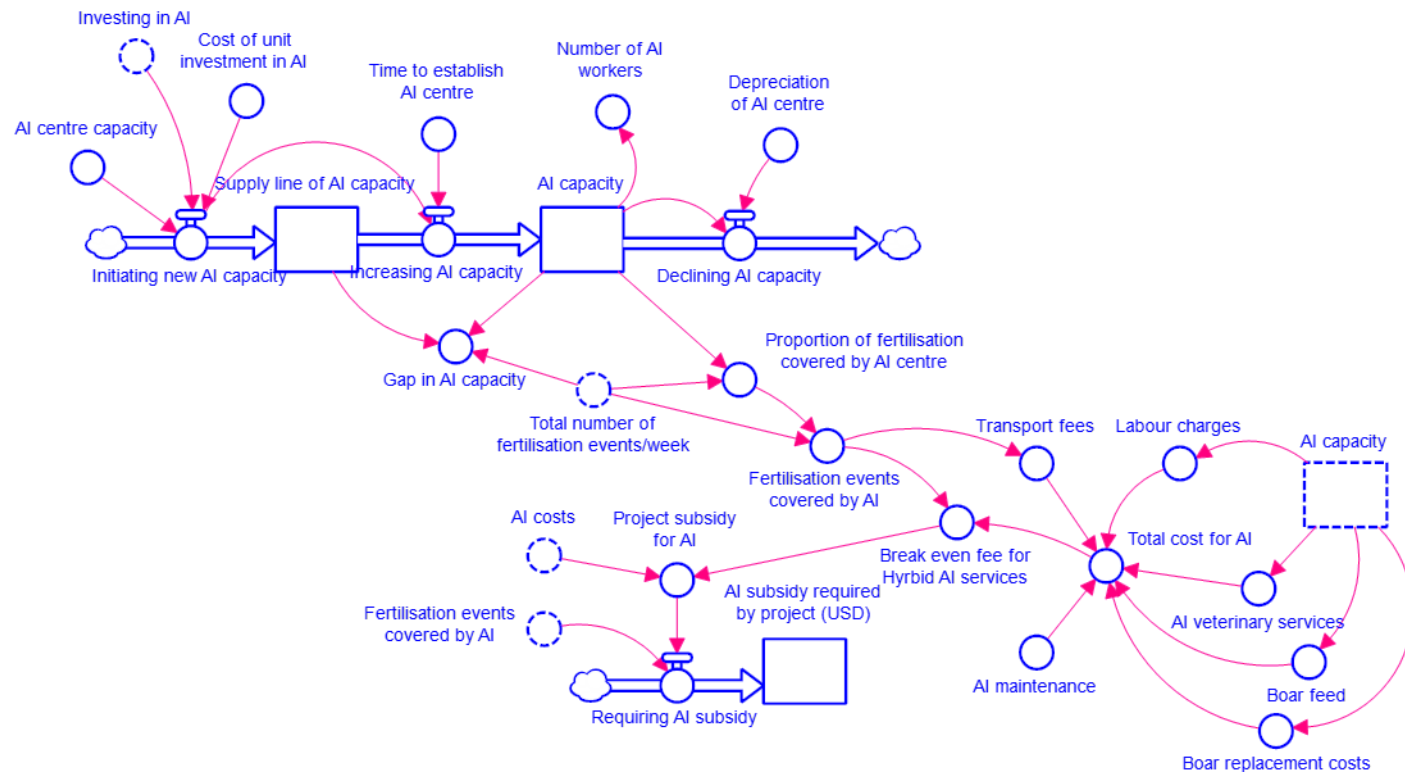 Investing in AI
Cost of unit
investment in AI
Number of AI
workers
Time to establish
AI centre
Depreciation
of AI centre
AI centre capacity
Supply line of AI capacity
AI capacity
Initiating new AI capacity
Increasing AI capacity
Declining AI capacity
Gap in AI capacity
Proportion of fertilisation
covered by AI centre
Total number of
fertilisation events/week
Transport fees
Labour charges
AI capacity
Fertilisation events
covered by AI
AI costs
Project subsidy
for AI
Break even fee for
Hyrbid AI services
Total cost for AI
AI subsidy required
by project (USD)
Fertilisation events
covered by AI
AI veterinary services
AI maintenance
Boar feed
Requiring AI subsidy
Boar replacement costs